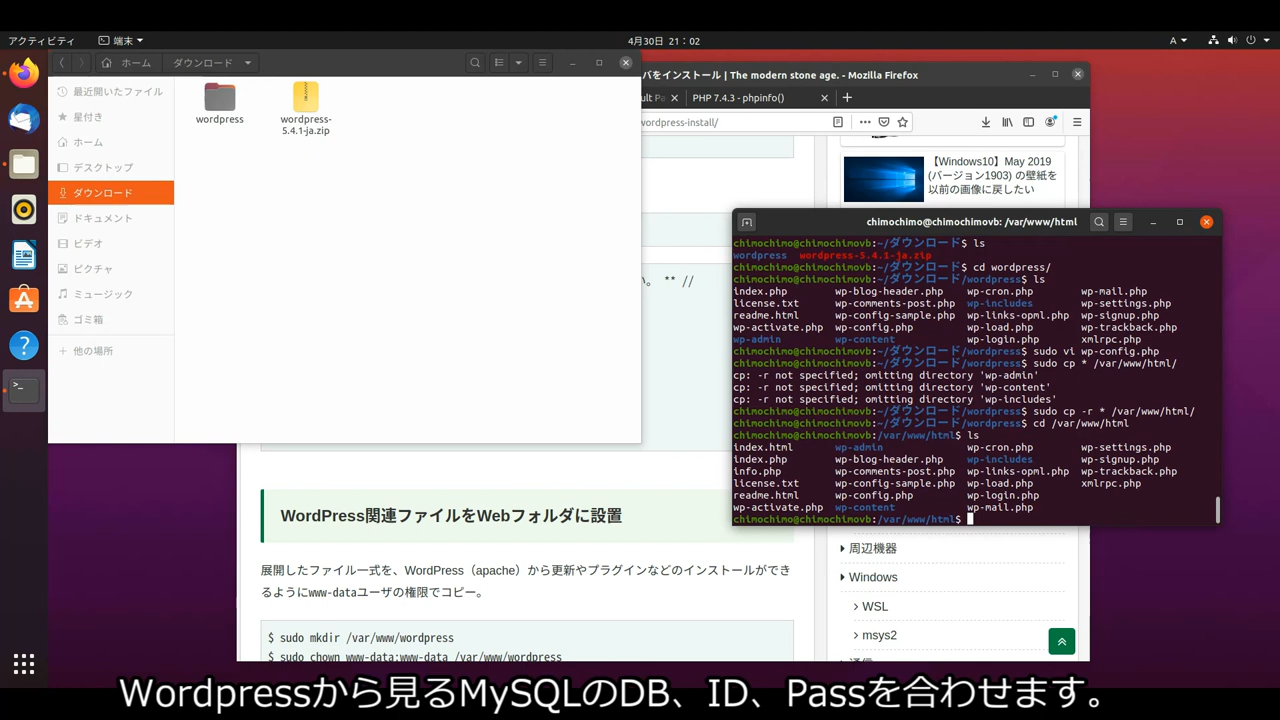 アクティビティ
端末
4月30日 21：02
A
ホーム
ダウンロード
最近開いたファイル
星付き
ホーム
デスクトップ
ダウンロード
ドキュメント
ビデオ
ピクチャ
ミュージック
ゴミ箱
+ 他の場所
wordpress
wordpress-
5.4.1-ja.zip
バをインストール | The modern stone age. - Mozilla Firefox
ult Pa
PHP 7.4.3 - phpinfo()
wordpress-install/
【Windows10】May 2019
(バージョン1903) の壁紙を
以前の画像に戻したい
。 ** //
chimochimo@chimochimovb: /var/www/html
chimochimo@chimochimovb:~/ダウンロード$ ls
wordpress wordpress-5.4.1-ja.zip
chimochimo@chimochimovb:~/ダウンロード$ cd wordpress/
chimochimo@chimochimovb:~/ダウンロード/wordpress$ ls
index.php wp-blog-header.php wp-cron.php wp-mail.php
license.txt wp-comments-post.php wp-includes wp-settings.php
readme.html wp-config-sample.php wp-links-opml.php wp-signup.php
wp-activate.php wp-config.php wp-load.php wp-trackback.php
wp-admin wp-content wp-login.php xmlrpc.php
chimochimo@chimochimovb:~/ダウンロード/wordpress$ sudo vi wp-config.php
chimochimo@chimochimovb:~/ダウンロード/wordpress$ sudo cp * /var/www/html/
cp: -r not specified; omitting directory 'wp-admin'
cp: -r not specified; omitting directory 'wp-content'
cp: -r not specified; omitting directory 'wp-includes'
chimochimo@chimochimovb:~/ダウンロード/wordpress$ sudo cp -r * /var/www/html/
chimochimo@chimochimovb:~/ダウンロード/wordpress$ cd /var/www/html
chimochimo@chimochimovb:/var/www/html$ ls
index.html wp-admin wp-cron.php wp-settings.php
index.php wp-blog-header.php wp-includes wp-signup.php
info.php wp-comments-post.php wp-links-opml.php wp-trackback.php
license.txt wp-config-sample.php wp-load.php xmlrpc.php
readme.html wp-config.php wp-login.php
wp-activate.php wp-content wp-mail.php
chimochimo@chimochimovb:/var/www/html$
WordPress関連ファイルをWebフォルダに設置
展開したファイル一式を、WordPress（apache）から更新やプラグインなどのインストールができ
るようにwww-dataユーザの権限でコピー。
$ sudo mkdir /var/www/wordpress
$ sudo chown www-data:www-data /var/www/wordpress
周辺機器
Windows
WSL
msys2
Wordpressから見るMySQLのDB、ID、Passを合わせます。